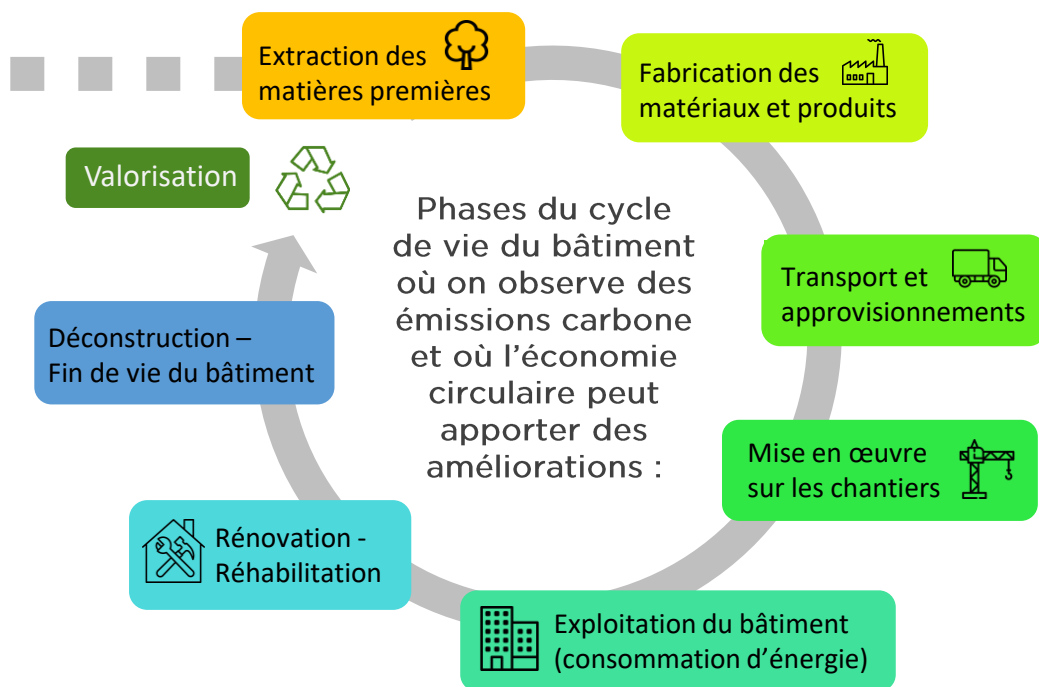 Extraction des
matières premières
Fabrication des
matériaux et produits
Valorisation
Phases du cycle
de vie du bâtiment
où on observe des
émissions carbone
et où l'économie
circulaire peut
apporter des
améliorations :
Transport et
approvisionnements
Déconstruction –
Fin de vie du bâtiment
Mise en œuvre
sur les chantiers
Rénovation -
Réhabilitation
Exploitation du bâtiment
(consommation d'énergie)